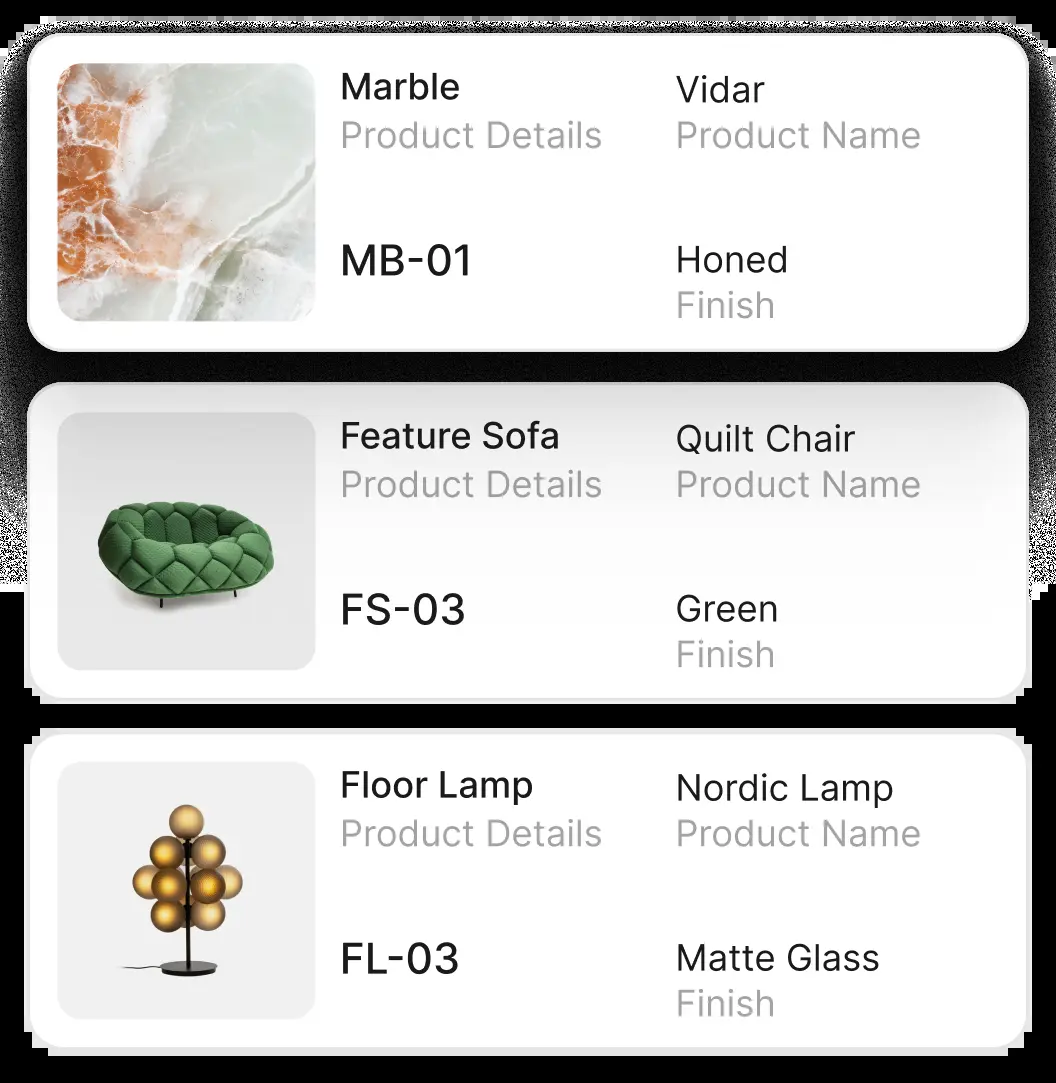 Marble
Product Details
Vidar
Product Name
MB-01
Honed
Finish
Feature Sofa
Product Details
Quilt Chair
Product Name
FS-03
Green
Finish
Floor Lamp
Product Details
Nordic Lamp
Product Name
FL-03
Matte Glass
Finish